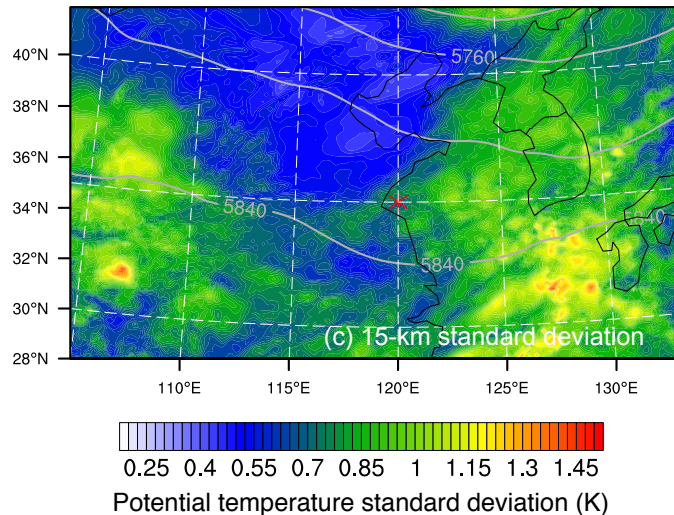 40°N
38°N
36°N
34°N
32°N
30°N
28°N
5760
5840
5840
5840
(c) 15-km standard deviation
110°E 115°E 120°E 125°E 130°E
0.25 0.4 0.55 0.7 0.85 1 1.15 1.3 1.45
Potential temperature standard deviation (K)